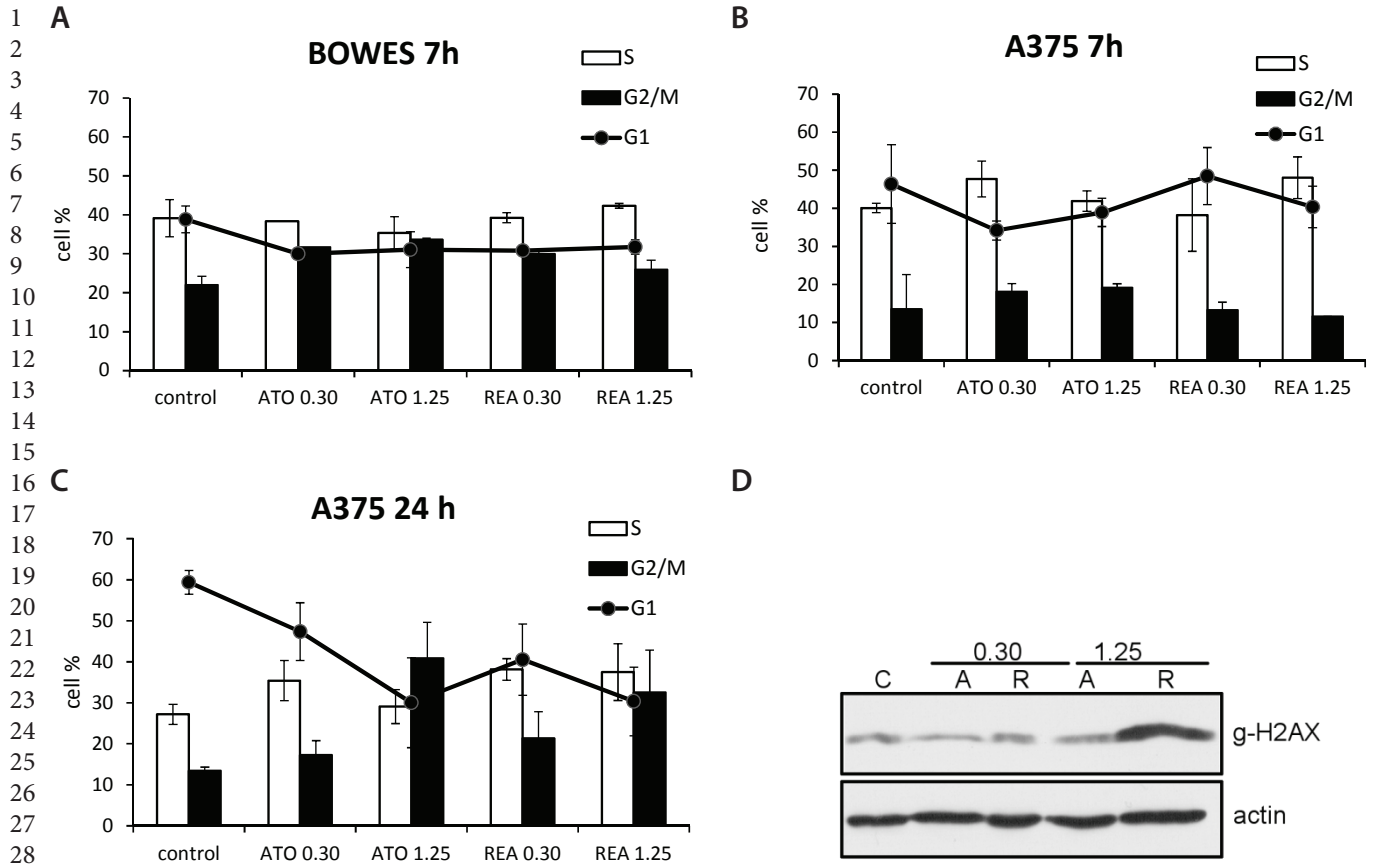 1
2
3
4
5
6
7
8
9
10
11
12
13
14
15
16
17
18
19
20
21
22
23
24
25
26
27
28
A
BOWES 7h
S
G2/M
G1
cell %
70
60
50
40
30
20
10
0
control ATO 0.30 ATO 1.25 REA 0.30 REA 1.25
B
A375 7h
S
G2/M
G1
cell %
70
60
50
40
30
20
10
0
control ATO 0.30 ATO 1.25 REA 0.30 REA 1.25
C
A375 24 h
S
G2/M
G1
cell %
70
60
50
40
30
20
10
0
control ATO 0.30 ATO 1.25 REA 0.30 REA 1.25
D
0.30 1.25
C A R A R
g-H2AX
actin